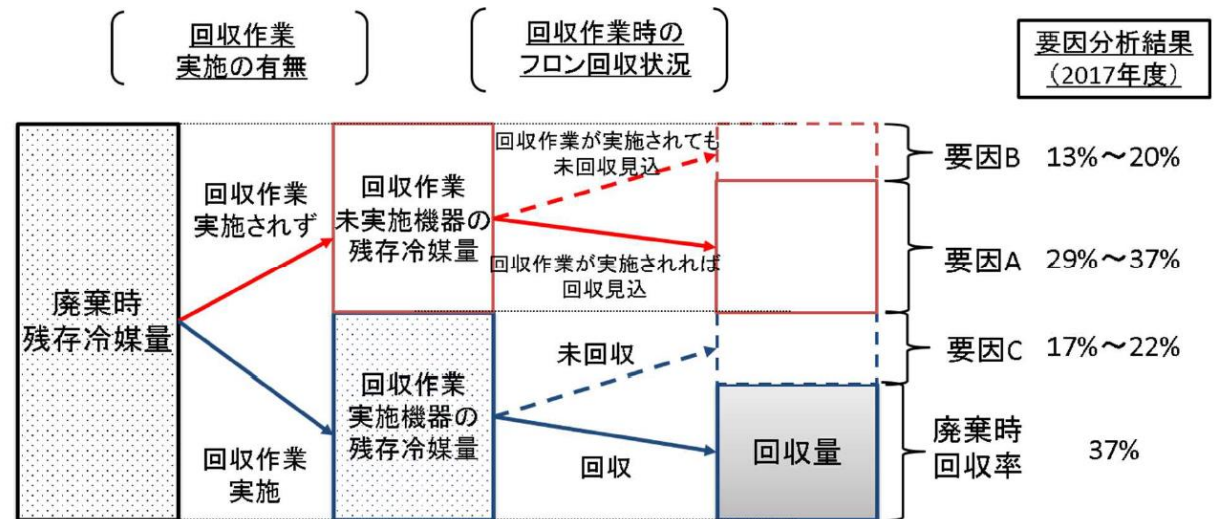 回収作業
実施の有無
回収作業時の
フロン回収状況
要因分析結果
（2017年度）
廃棄時
残存冷媒量
回収作業
実施されず
回収作業
実施
回収作業
未実施機器の
残存冷媒量
回収作業
実施機器の
残存冷媒量
回収作業が実施されても
未回収見込
回収作業が実施されれば
回収見込
未回収
回収
回収量
要因B 13%～20%
要因A 29%～37%
要因C 17%～22%
廃棄時
回収率
37%